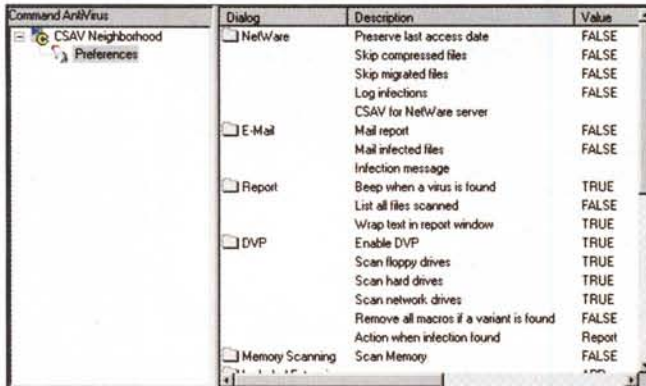 Command AntiVirus
CSAV Neighborhood
Preferences
Dialog Description Value
NetWare Preserve last access date FALSE
Skip compressed files FALSE
Skip migrated files FALSE
Log infections FALSE
CSAV for NetWare server
E-Mail Mail report FALSE
Mail infected files FALSE
Infection message
Report Beep when a virus is found TRUE
List all files scanned FALSE
Wrap text in report window TRUE
DVP Enable DVP TRUE
Scan floppy drives TRUE
Scan hard drives TRUE
Scan network drives TRUE
Remove all macros if a variant is found FALSE
Action when infection found Report
Memory Scanning Scan Memory FALSE